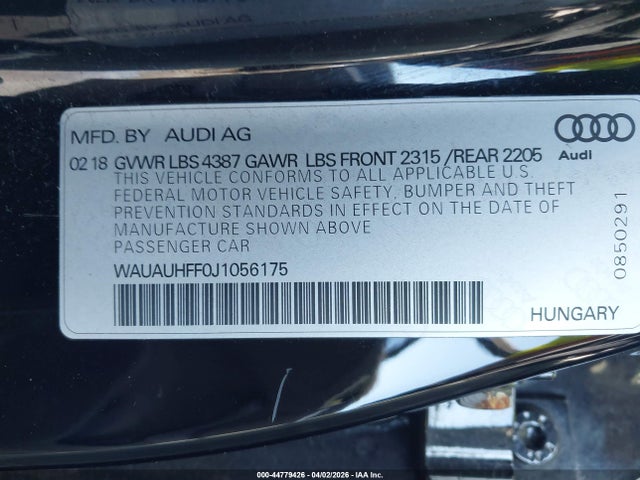 MFD. BY AUDI AG
02 18 GVWR LBS 4387 GAWR LBS FRONT 2315 /REAR 2205
THIS VEHICLE CONFORMS TO ALL APPLICABLE U.S.
FEDERAL MOTOR VEHICLE SAFETY, BUMPER AND THEFT
PREVENTION STANDARDS IN EFFECT ON THE DATE OF
MANUFACTURE SHOWN ABOVE
PASSENGER CAR
WAUAUHFF0J1056175
Audi
0850291
HUNGARY
000-44779426 | 04/02/2026 | IAA Inc.